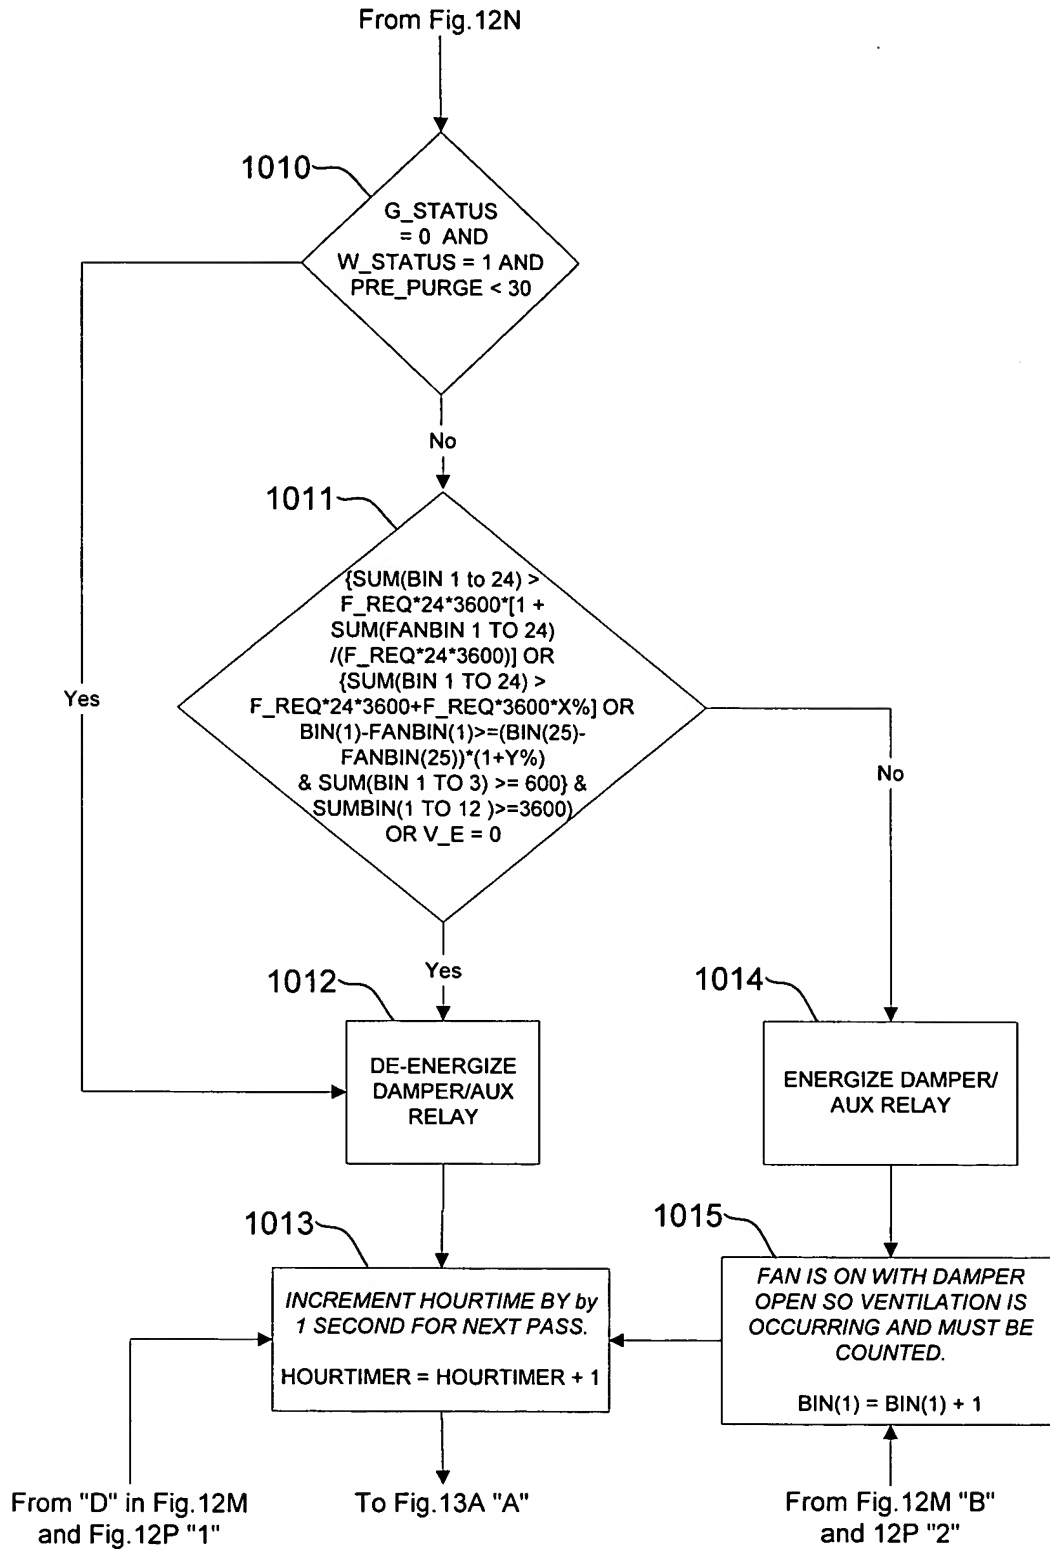 From Fig.12N
1010
G_STATUS
= 0 AND
W_STATUS = 1 AND
PRE_PURGE < 30
No
1011
{SUM(BIN 1 to 24) >
F_REQ*24*3600*[1 +
SUM(FANBIN 1 TO 24)
/(F_REQ*24*3600)] OR
{SUM(BIN 1 TO 24) >
F_REQ*24*3600+F_REQ*3600*X%] OR
BIN(1)-FANBIN(1)>=(BIN(25)-
FANBIN(25))*(1+Y%)
& SUM(BIN 1 TO 3) >= 600} &
SUMBIN(1 TO 12 )>=3600)
OR V_E = 0
Yes
No
Yes
1012
DE-ENERGIZE
DAMPER/AUX
RELAY
1014
ENERGIZE DAMPER/
AUX RELAY
1013
INCREMENT HOURTIME BY by
1 SECOND FOR NEXT PASS.
HOURTIMER = HOURTIMER + 1
1015
FAN IS ON WITH DAMPER
OPEN SO VENTILATION IS
OCCURRING AND MUST BE
COUNTED.
BIN(1) = BIN(1) + 1
From "D" in Fig.12M
and Fig.12P "1"
To Fig.13A "A"
From Fig.12M "B"
and 12P "2"